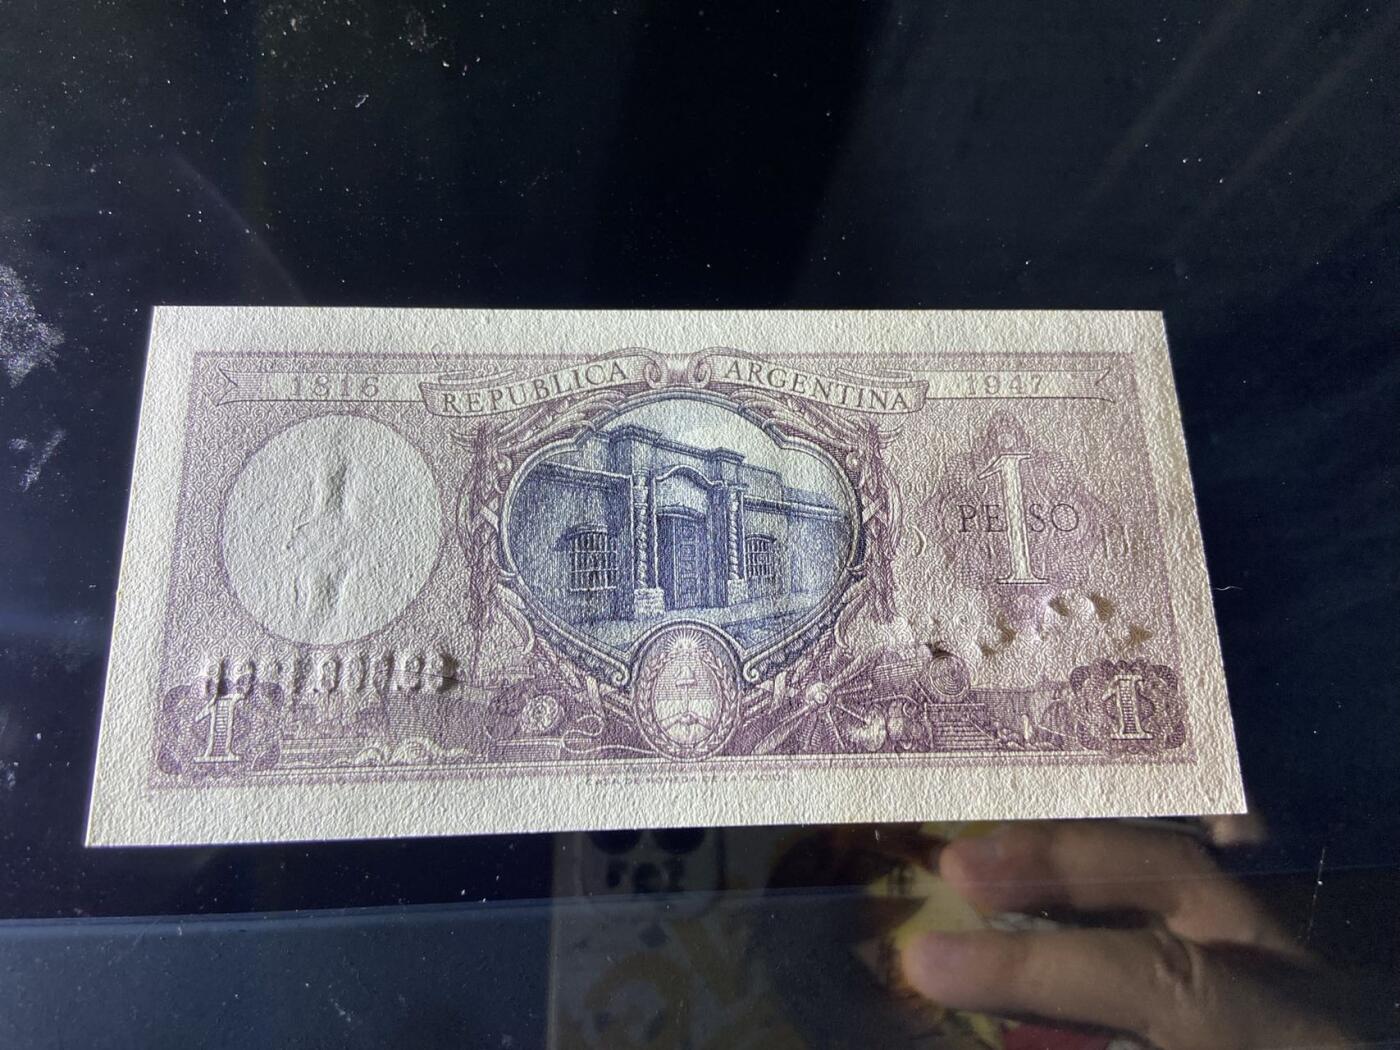 1816
REPUBLICA ARGENTINA
1947
1
PESO
1
1